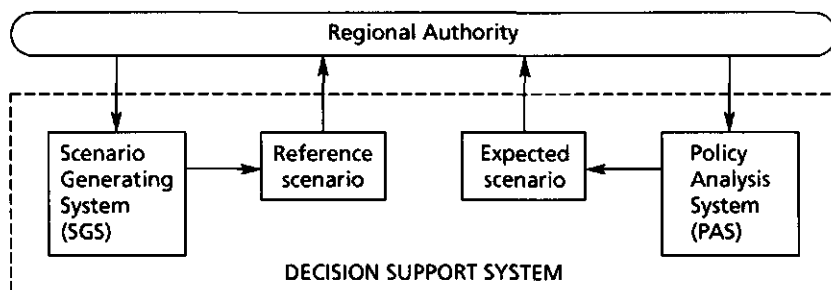 Regional Authority
Scenario
Generating
System
(SGS)
Reference
scenario
Expected
scenario
Policy
Analysis
System
(PAS)
DECISION SUPPORT SYSTEM